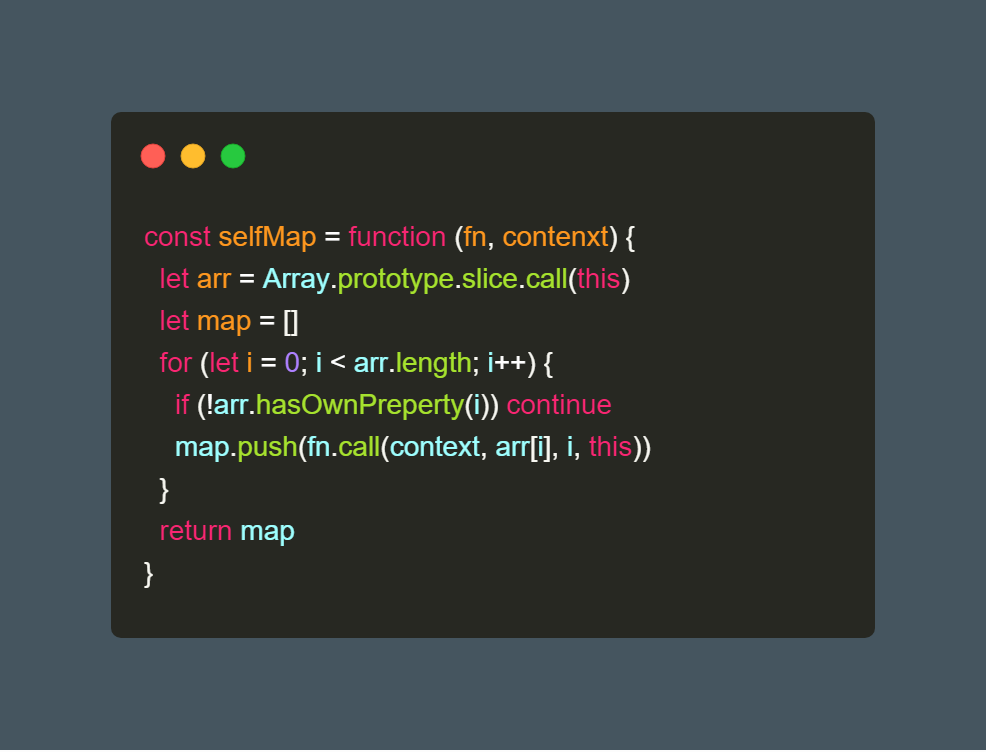 const selfMap = function (fn, contenxt) {
let arr = Array.prototype.slice.call(this)
let map = []
for (let i = 0; i < arr.length; i++) {
if (!arr.hasOwnPreperty(i)) continue
map.push(fn.call(context, arr[i], i, this))
}
return map
}